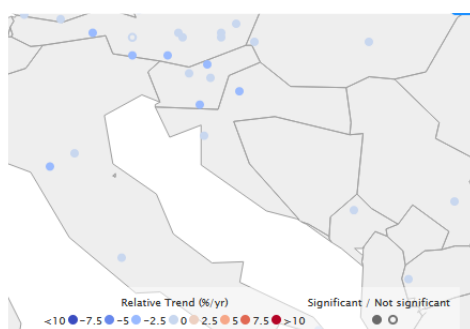 Relative Trend (%/yr)
Significant / Not significant
<10 -7.5 -5 -2.5 0 2.5 5 7.5 >10